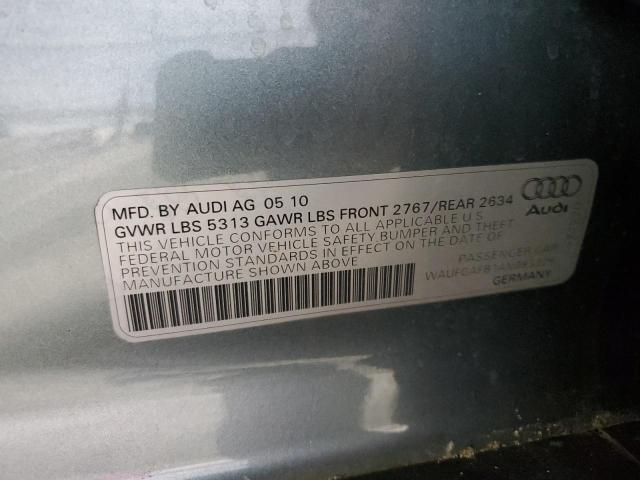 MFD. BY AUDI AG 05 10
GVWR LBS 5313 GAWR LBS FRONT 2767/REAR 2634
THIS VEHICLE CONFORMS TO ALL APPLICABLE U S
FEDERAL MOTOR VEHICLE SAFETY BUMPER AND THEFT
PREVENTION STANDARDS IN EFFECT ON THE DATE OF
MANUFACTURE SHOWN ABOVE
Audi
PASSENGER CAR
GERMANY